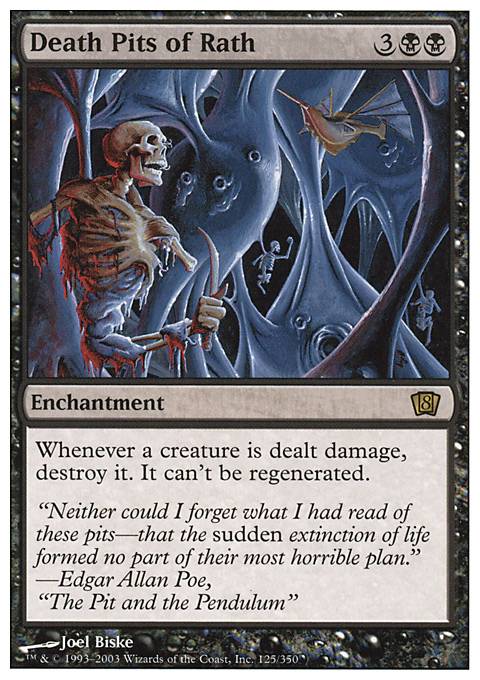 Death Pits of Rath 3
Enchantment 8
Whenever a creature is dealt damage,
destroy it. It can't be regenerated.
"Neither could I forget what I had read of
these pits—that the sudden extinction of life
formed no part of their most horrible plan."
—Edgar Allan Poe,
"The Pit and the Pendulum"
Joel Biske
™ & © 1993–2003 Wizards of the Coast, Inc. 125/350